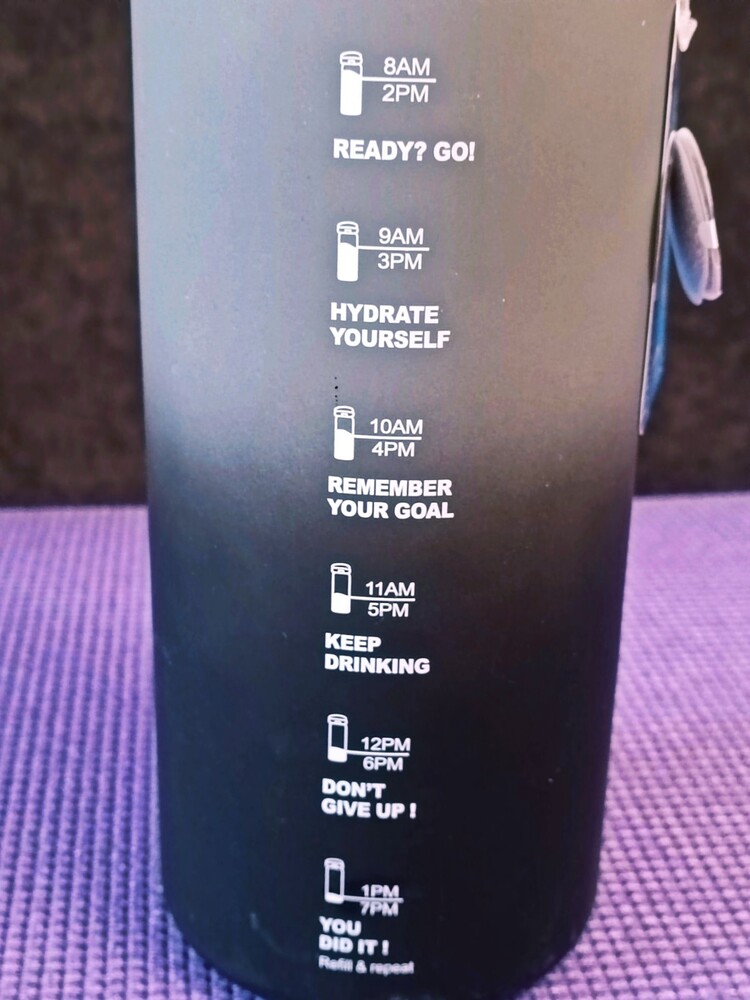 8AM
2PM
READY? GO!
9AM
3PM
HYDRATE
YOURSELF
10AM
4PM
REMEMBER
YOUR GOAL
11AM
5PM
KEEP
DRINKING
12PM
6PM
DON'T
GIVE UP !
1PM
7PM
YOU
DID IT !
Refill & repeat